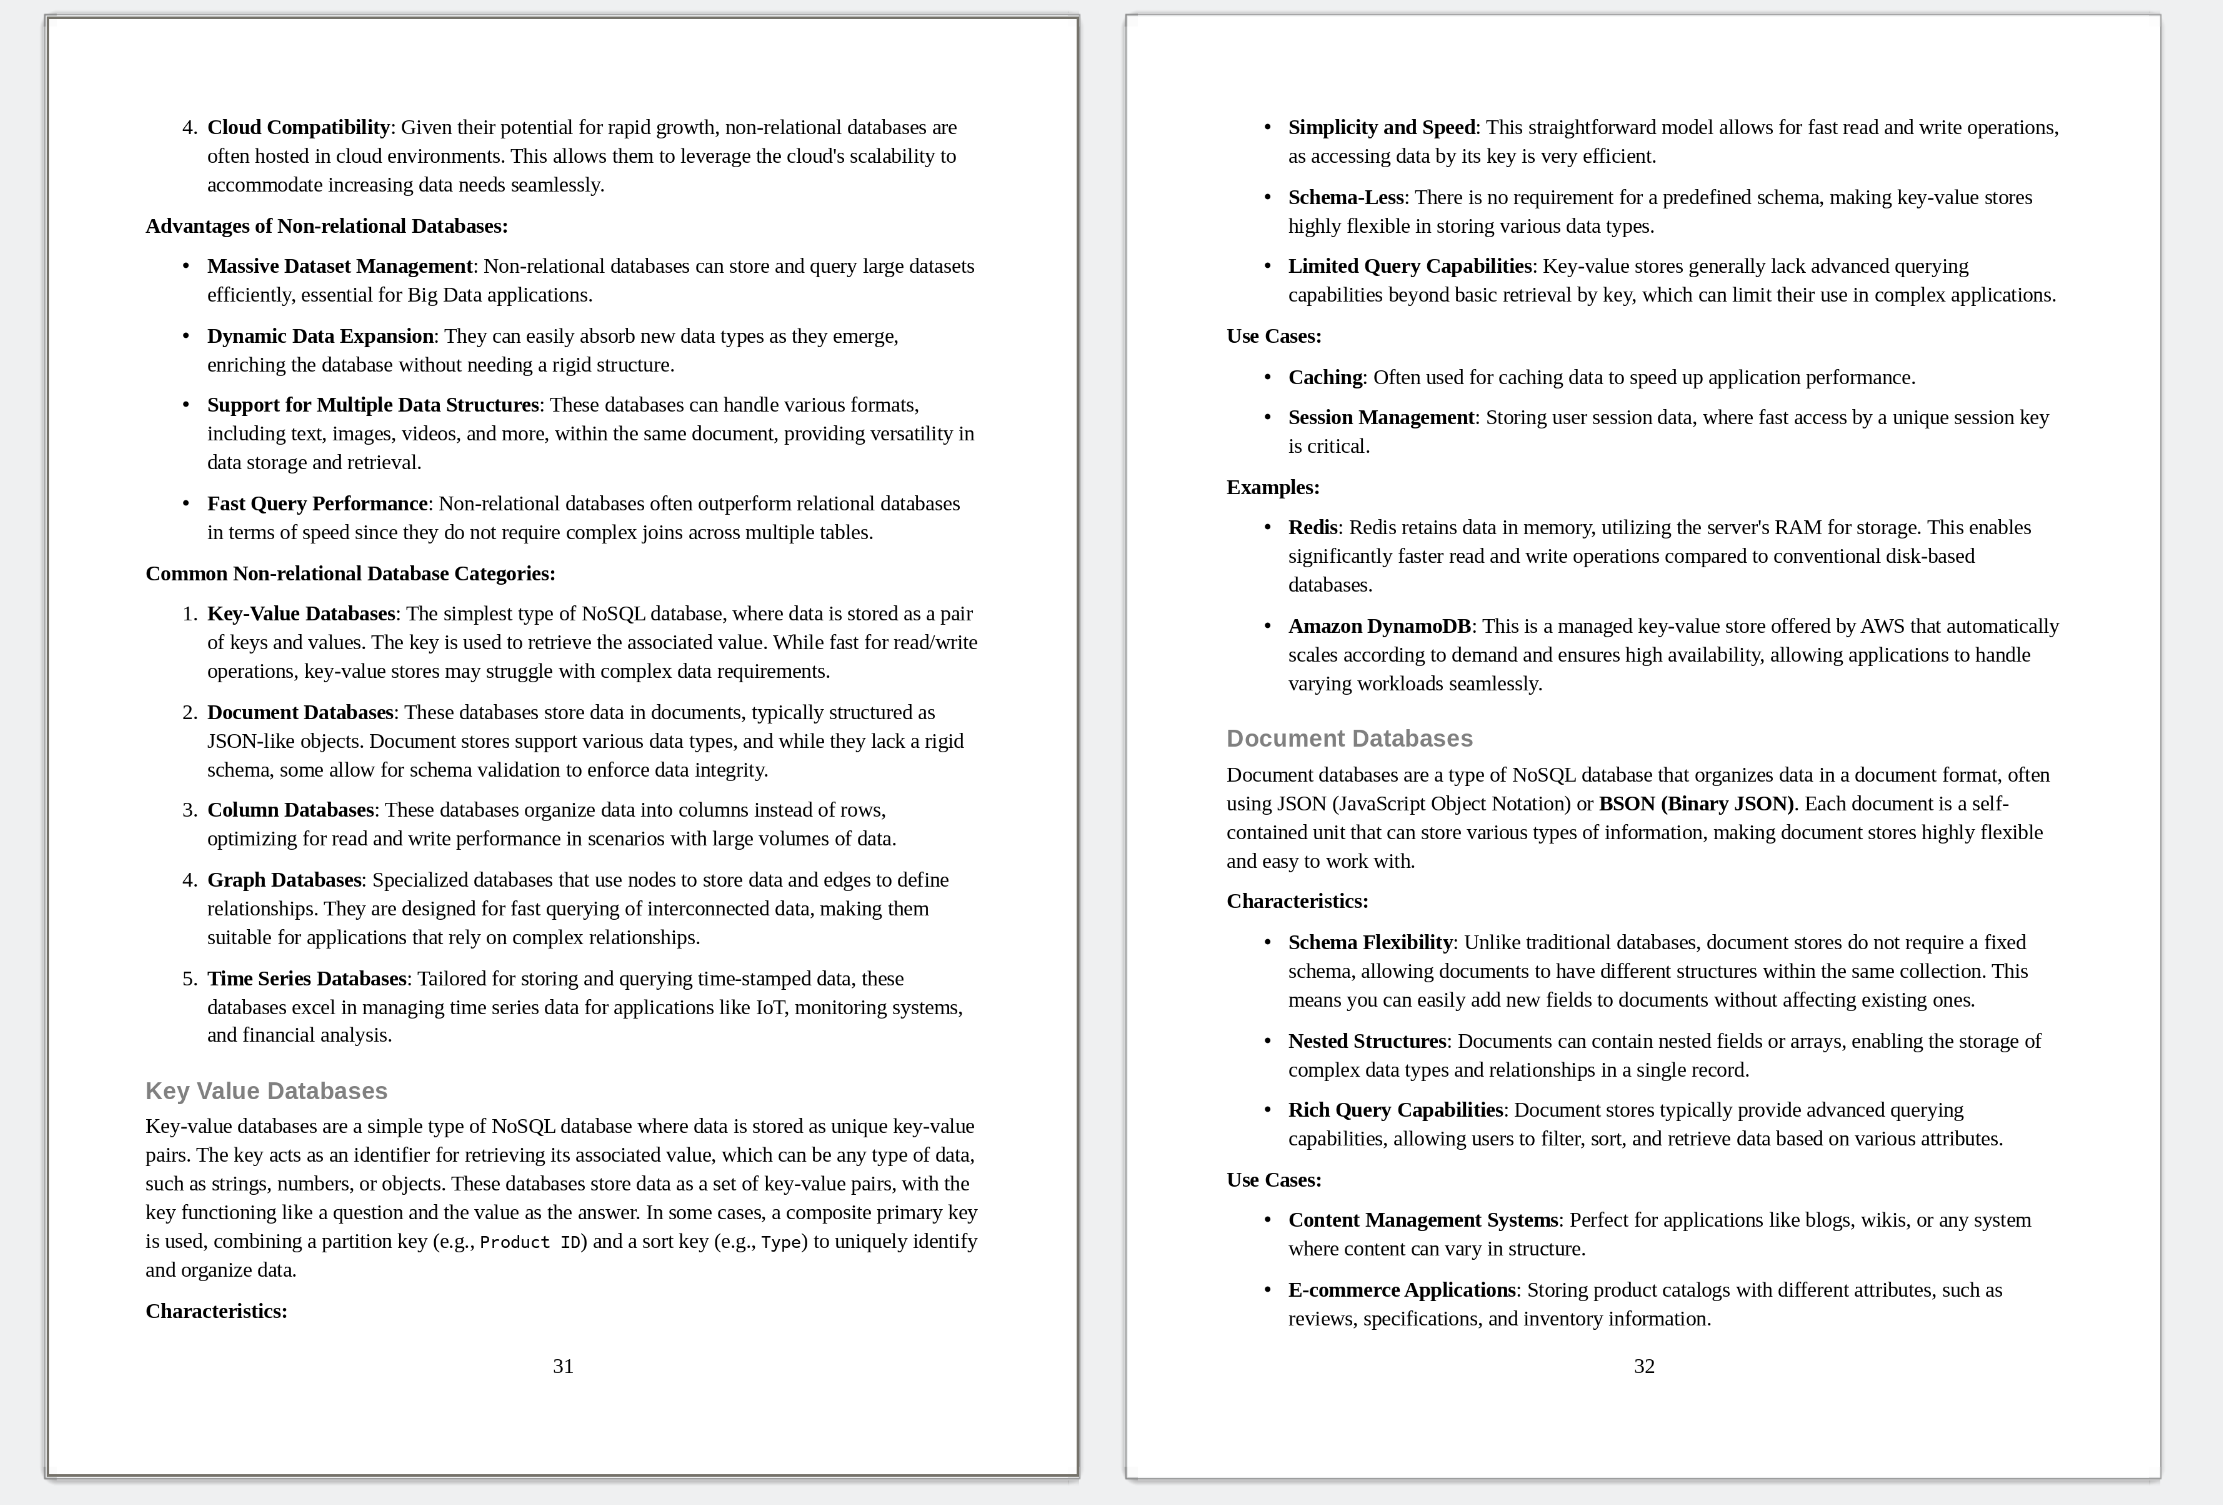 4. Cloud Compatibility: Given their potential for rapid growth, non-relational databases are
often hosted in cloud environments. This allows them to leverage the cloud's scalability to
accommodate increasing data needs seamlessly.
Advantages of Non-relational Databases:
• Massive Dataset Management: Non-relational databases can store and query large datasets
efficiently, essential for Big Data applications.
• Dynamic Data Expansion: They can easily absorb new data types as they emerge,
enriching the database without needing a rigid structure.
• Support for Multiple Data Structures: These databases can handle various formats,
including text, images, videos, and more, within the same document, providing versatility in
data storage and retrieval.
• Fast Query Performance: Non-relational databases often outperform relational databases
in terms of speed since they do not require complex joins across multiple tables.
Common Non-relational Database Categories:
1. Key-Value Databases: The simplest type of NoSQL database, where data is stored as a pair
of keys and values. The key is used to retrieve the associated value. While fast for read/write
operations, key-value stores may struggle with complex data requirements.
2. Document Databases: These databases store data in documents, typically structured as
JSON-like objects. Document stores support various data types, and while they lack a rigid
schema, some allow for schema validation to enforce data integrity.
3. Column Databases: These databases organize data into columns instead of rows,
optimizing for read and write performance in scenarios with large volumes of data.
4. Graph Databases: Specialized databases that use nodes to store data and edges to define
relationships. They are designed for fast querying of interconnected data, making them
suitable for applications that rely on complex relationships.
5. Time Series Databases: Tailored for storing and querying time-stamped data, these
databases excel in managing time series data for applications like IoT, monitoring systems,
and financial analysis.
Key Value Databases
Key-value databases are a simple type of NoSQL database where data is stored as unique key-value
pairs. The key acts as an identifier for retrieving its associated value, which can be any type of data,
such as strings, numbers, or objects. These databases store data as a set of key-value pairs, with the
key functioning like a question and the value as the answer. In some cases, a composite primary key
is used, combining a partition key (e.g., Product ID) and a sort key (e.g., Type) to uniquely identify
and organize data.
Characteristics:
31
• Simplicity and Speed: This straightforward model allows for fast read and write operations,
as accessing data by its key is very efficient.
• Schema-Less: There is no requirement for a predefined schema, making key-value stores
highly flexible in storing various data types.
• Limited Query Capabilities: Key-value stores generally lack advanced querying
capabilities beyond basic retrieval by key, which can limit their use in complex applications.
Use Cases:
• Caching: Often used for caching data to speed up application performance.
• Session Management: Storing user session data, where fast access by a unique session key
is critical.
Examples:
• Redis: Redis retains data in memory, utilizing the server's RAM for storage. This enables
significantly faster read and write operations compared to conventional disk-based
databases.
• Amazon DynamoDB: This is a managed key-value store offered by AWS that automatically
scales according to demand and ensures high availability, allowing applications to handle
varying workloads seamlessly.
Document Databases
Document databases are a type of NoSQL database that organizes data in a document format, often
using JSON (JavaScript Object Notation) or BSON (Binary JSON). Each document is a self-
contained unit that can store various types of information, making document stores highly flexible
and easy to work with.
Characteristics:
• Schema Flexibility: Unlike traditional databases, document stores do not require a fixed
schema, allowing documents to have different structures within the same collection. This
means you can easily add new fields to documents without affecting existing ones.
• Nested Structures: Documents can contain nested fields or arrays, enabling the storage of
complex data types and relationships in a single record.
• Rich Query Capabilities: Document stores typically provide advanced querying
capabilities, allowing users to filter, sort, and retrieve data based on various attributes.
Use Cases:
• Content Management Systems: Perfect for applications like blogs, wikis, or any system
where content can vary in structure.
• E-commerce Applications: Storing product catalogs with different attributes, such as
reviews, specifications, and inventory information.
32